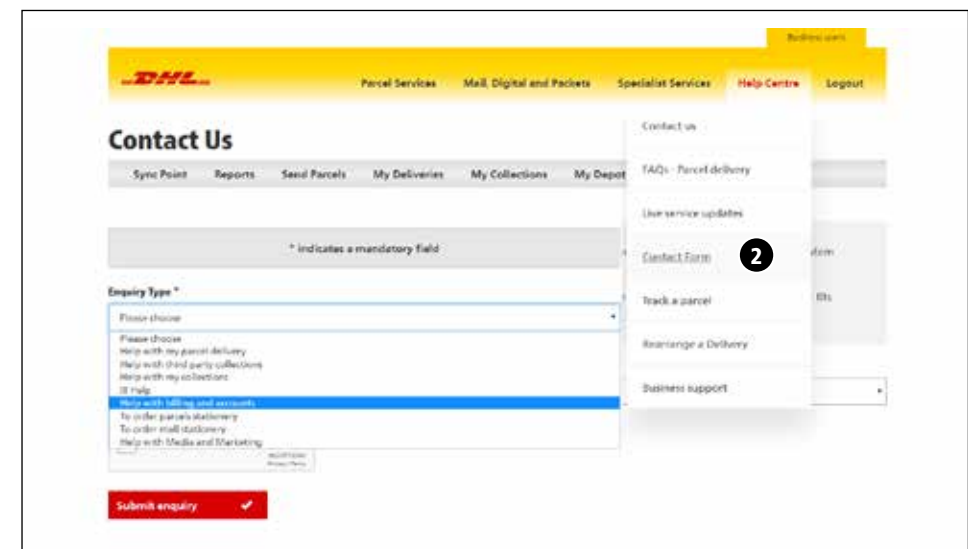 Business users
DHL
Parcel Services Mail, Digital and Packets Specialist Services Help Centre Logout
Contact Us
Contact us
Sync Point Reports Send Parcels My Deliveries My Collections My Depot
FAQs - Parcel delivery
Live service updates
* indicates a mandatory field
Contact Form
2
Enquiry Type *
Track a parcel
Please choose
Rearrange a Delivery
Business support
Please choose
Help with my parcel delivery
Help with third party collections
Help with my collections
IT Help
Help with billing and accounts
To order parcels stationery
To order mail stationery
Help with Media and Marketing
Submit enquiry